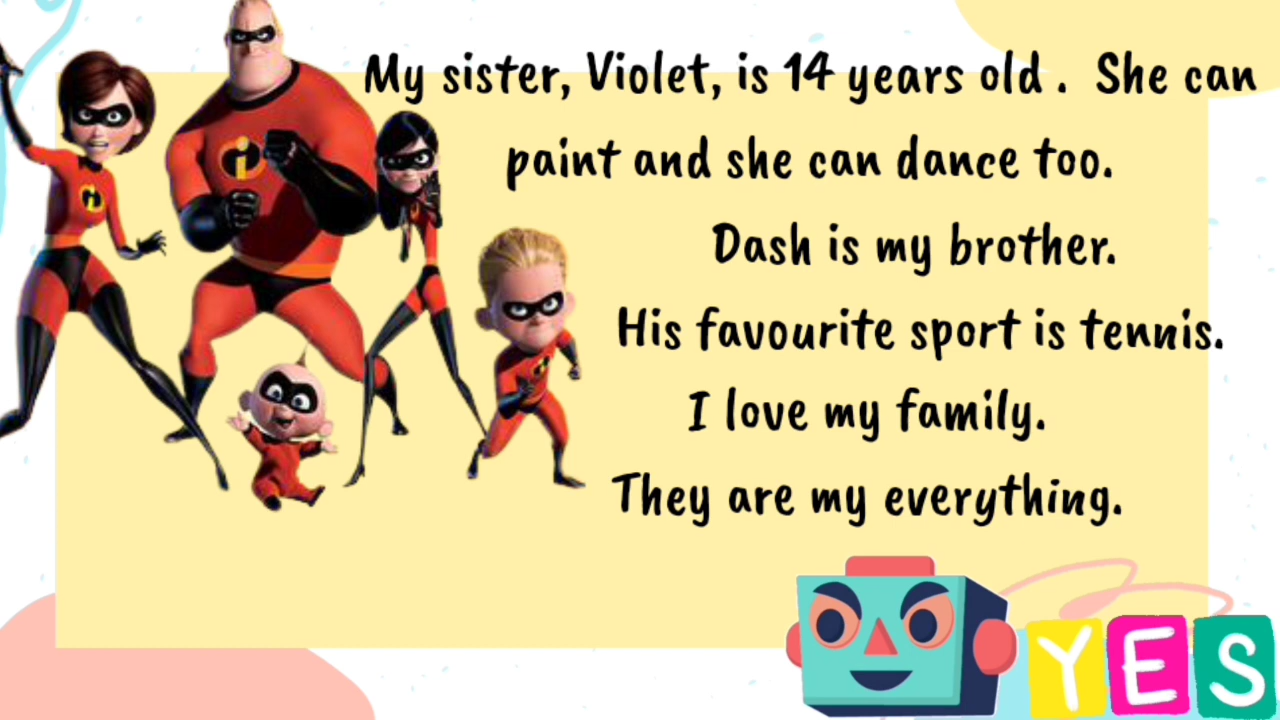 My sister, Violet, is 14 years old . She can
paint and she can dance too.
Dash is my brother.
His favourite sport is tennis.
I love my family.
They are my everything.
YES